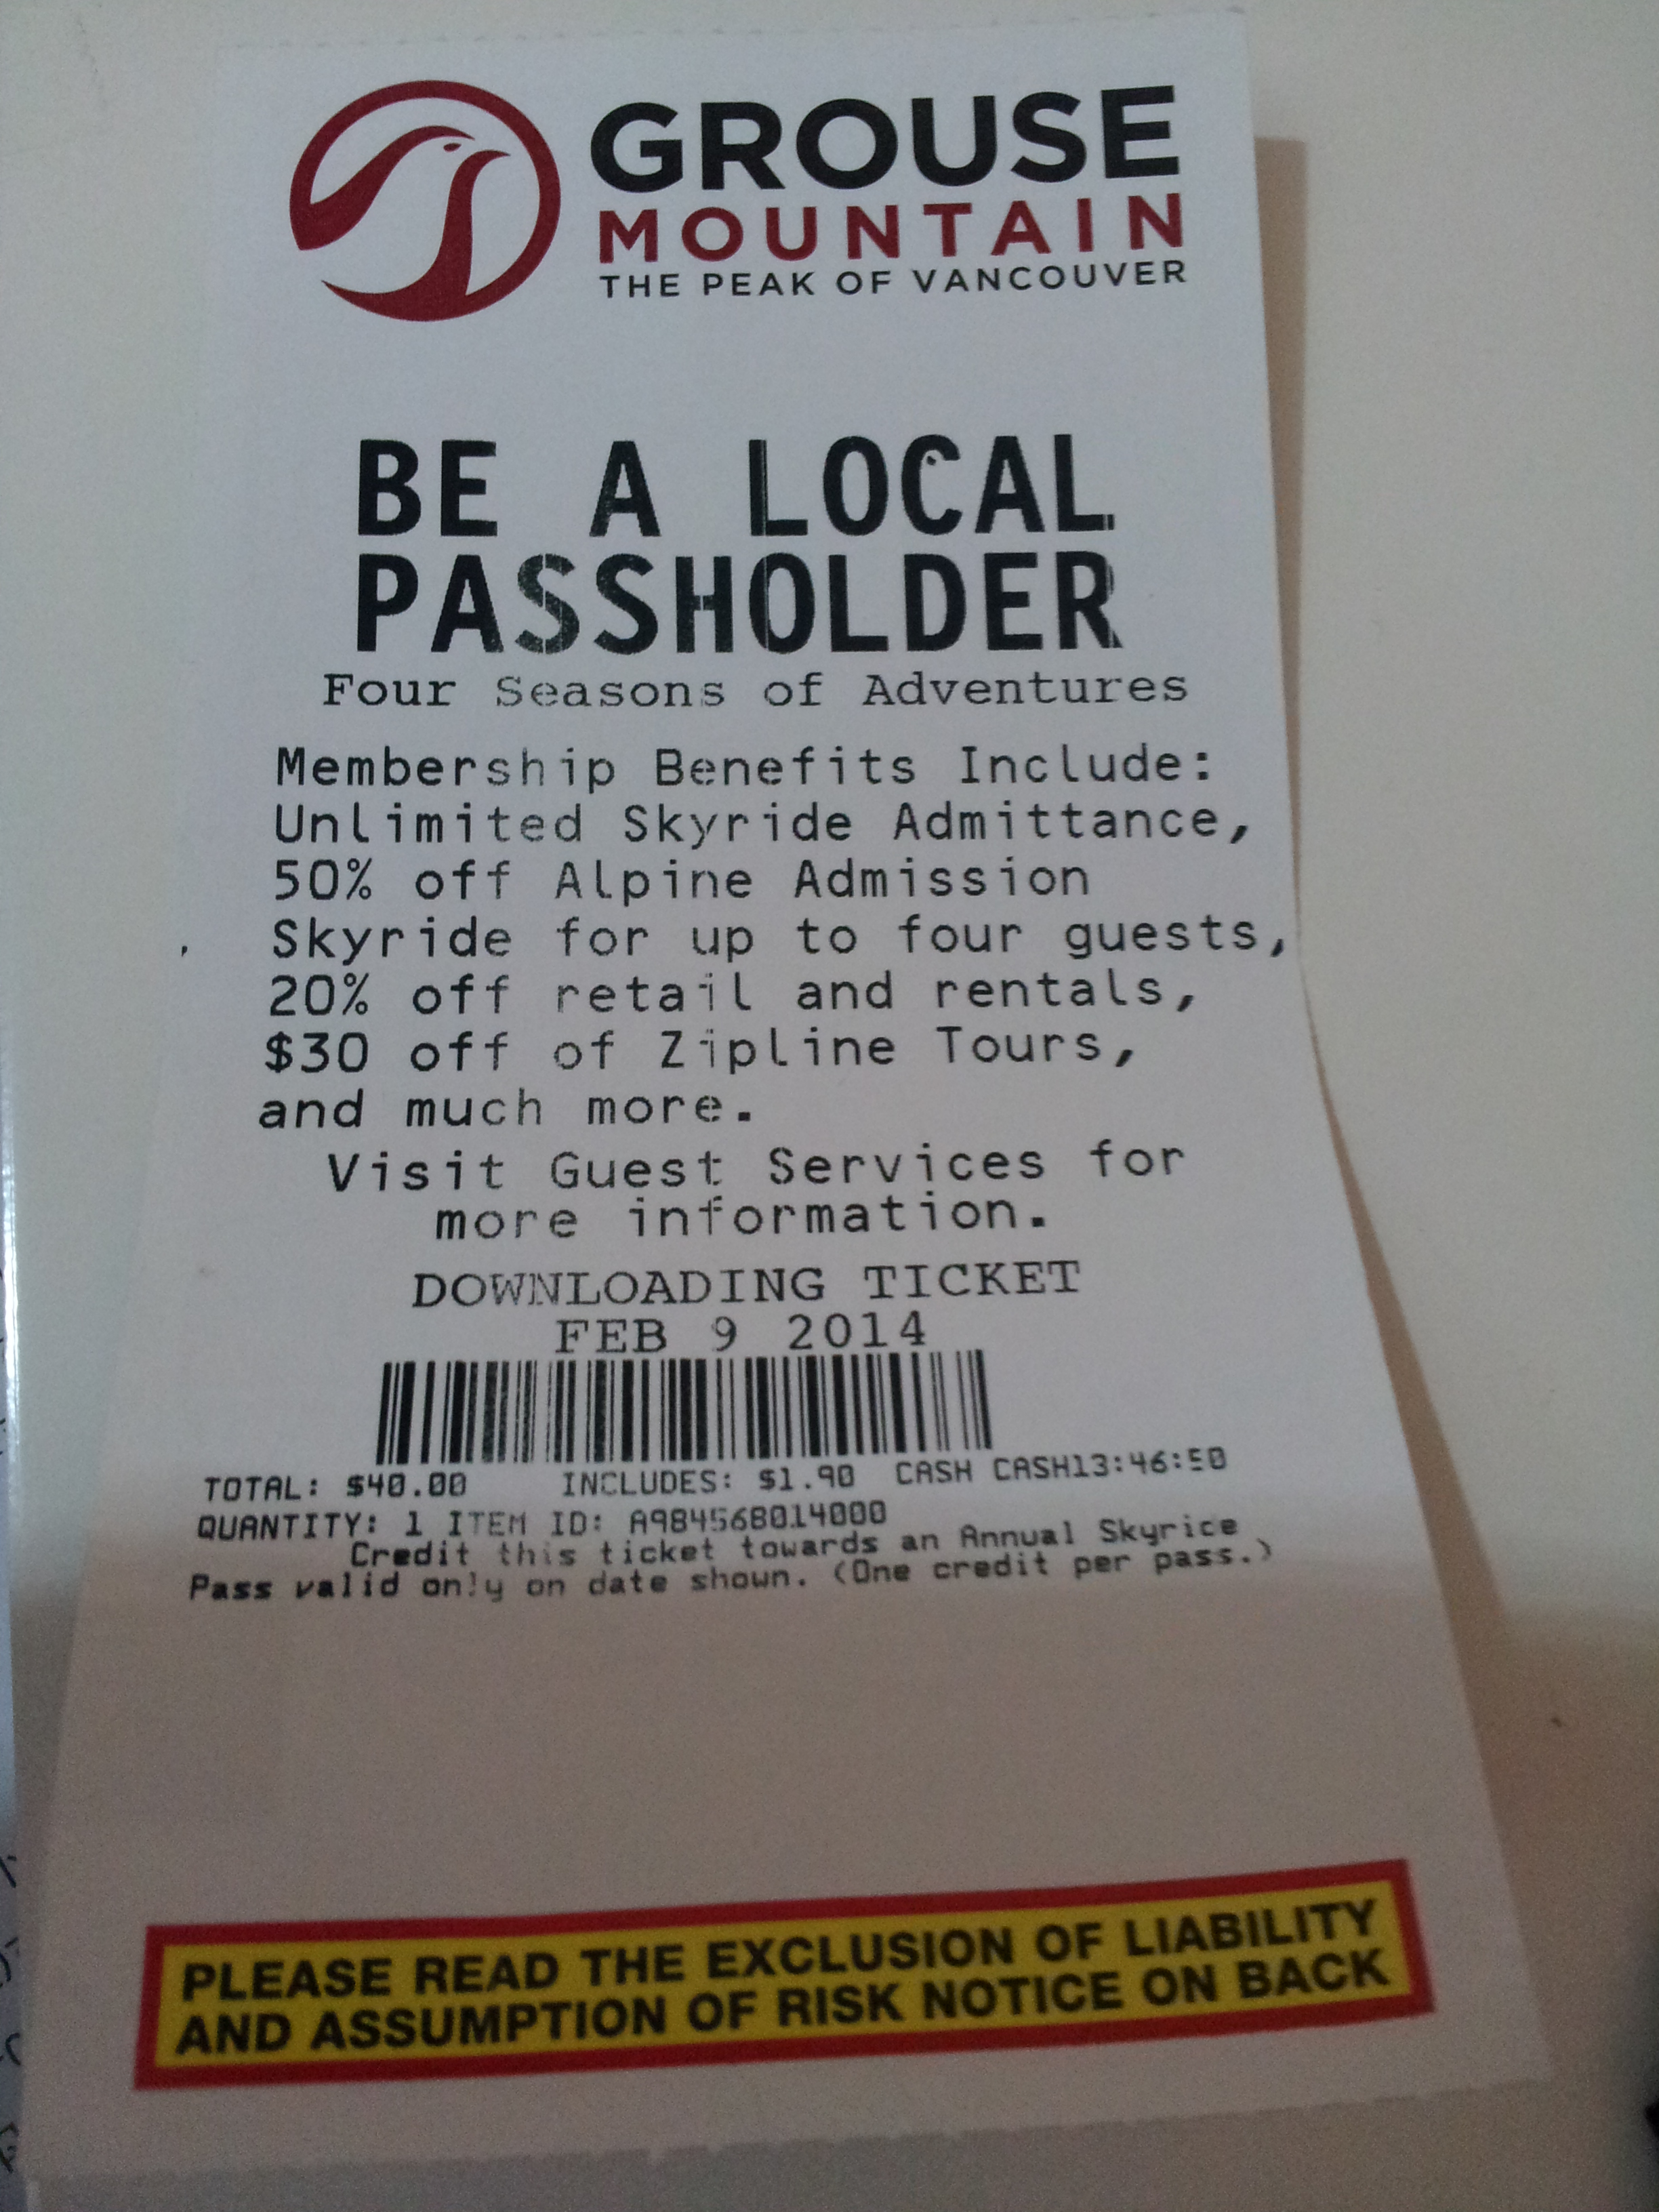 GROUSE
MOUNTAIN
THE PEAK OF VANCOUVER
BE A LOCAL
PASSHOLDER
Four Seasons of Adventures
Membership Benefits Include:
Unlimited Skyride Admittance,
50% off Alpine Admission
Skyride for up to four guests,
20% off retail and rentals,
$30 off of Zipline Tours,
and much more.
Visit Guest Services for
more information.
DOWNLOADING TICKET
FEB 9 2014
TOTAL: $40.00 INCLUDES: $1.90 CASH CASH13:46:50
QUANTITY: 1 ITEM ID: A984568014000
Credit this ticket towards an Annual Skyrice
Pass valid only on date shown. (One credit per pass.)
PLEASE READ THE EXCLUSION OF LIABILITY
AND ASSUMPTION OF RISK NOTICE ON BACK